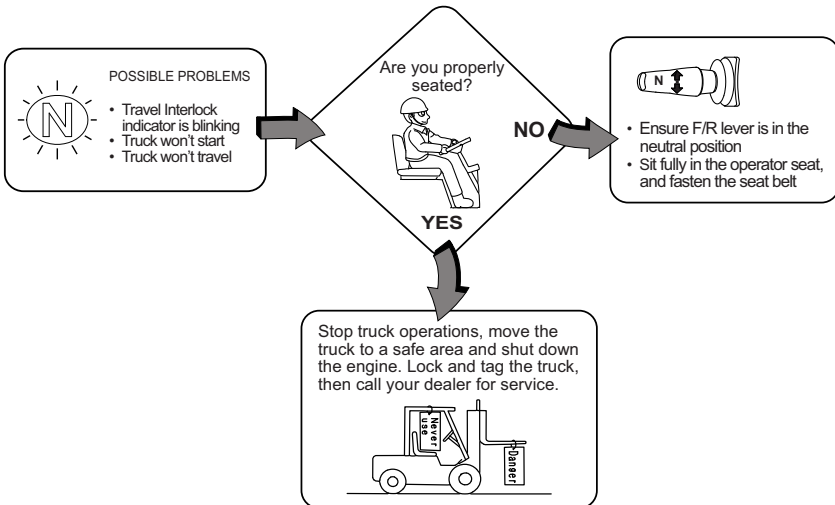 N
POSSIBLE PROBLEMS
• Travel Interlock
indicator is blinking
• Truck won't start
• Truck won't travel
Are you properly
seated?
NO
YES
N
• Ensure F/R lever is in the
neutral position
• Sit fully in the operator seat,
and fasten the seat belt
Stop truck operations, move the
truck to a safe area and shut down
the engine. Lock and tag the truck,
then call your dealer for service.
Never
use
Danger